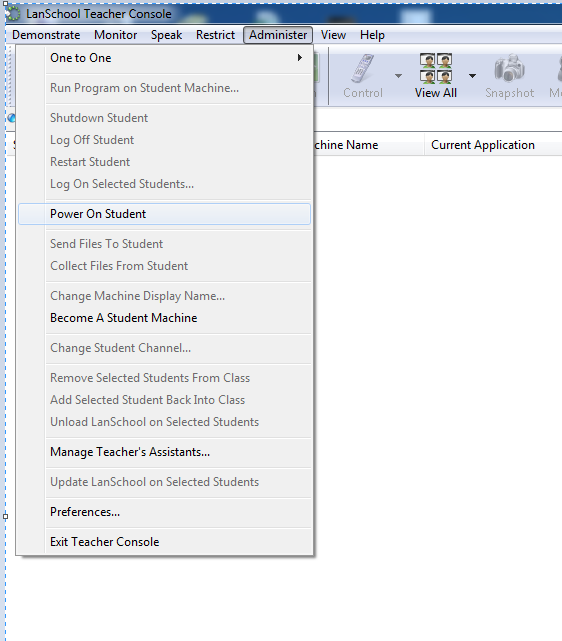 LanSchool Teacher Console
Demonstrate Monitor Speak Restrict Administer View Help
One to One
Control View All Snapshot
Run Program on Student Machine...
Shutdown Student
Log Off Student
chine Name Current Application
Restart Student
Log On Selected Students...
Power On Student
Send Files To Student
Collect Files From Student
Change Machine Display Name...
Become A Student Machine
Change Student Channel...
Remove Selected Students From Class
Add Selected Student Back Into Class
Unload LanSchool on Selected Students
Manage Teacher's Assistants...
Update LanSchool on Selected Students
Preferences...
Exit Teacher Console